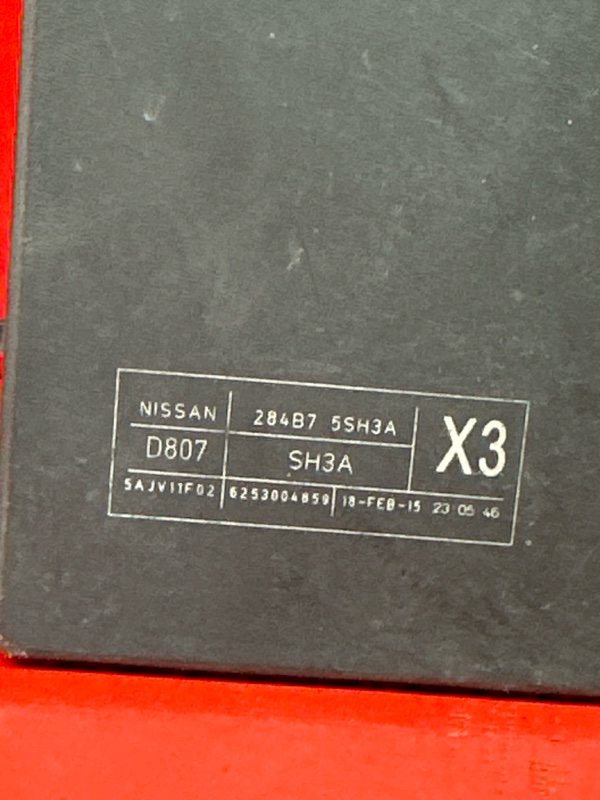 NISSAN 284B7 5SH3A X3
D807 SH3A
5AJV11F02 6253004859 18-FEB-15 23 05 46